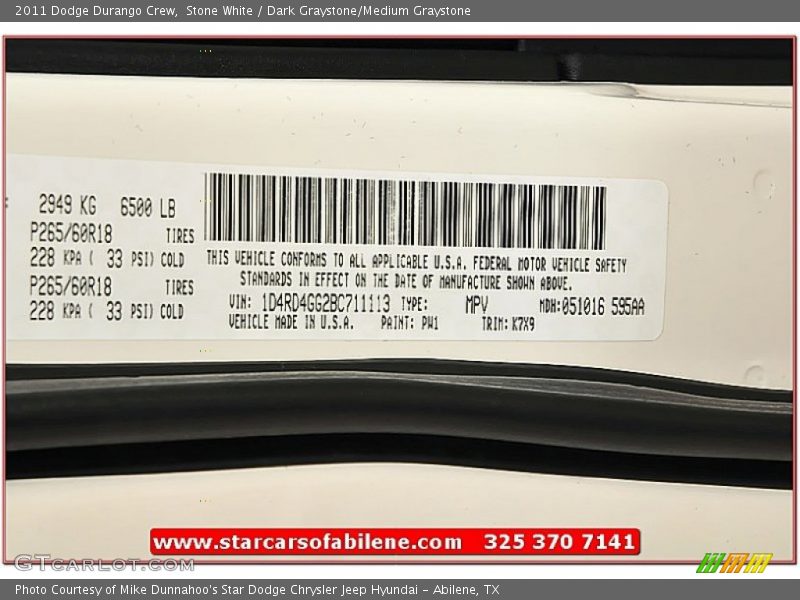 2011 Dodge Durango Crew,  Stone White / Dark Graystone/Medium Graystone
2949 KG 6500 LB
P265/60R18 TIRES
228 KPA ( 33 PSI) COLD
P265/60R18 TIRES
228 KPA ( 33 PSI) COLD
THIS VEHICLE CONFORMS TO ALL APPLICABLE U.S.A. FEDERAL MOTOR VEHICLE SAFETY
STANDARDS IN EFFECT ON THE DATE OF MANUFACTURE SHOWN ABOVE.
VIN: 1D4RD4GG2BC711113 TYPE: MPV MDH:051016 595AA
VEHICLE MADE IN U.S.A. PAINT: PW1 TRIM: K7X9
www.starcarsofabilene.com 325 370 7141
GTCarLot.com
Photo Courtesy of Mike Dunnahoo's Star Dodge Chrysler Jeep Hyundai - Abilene, TX